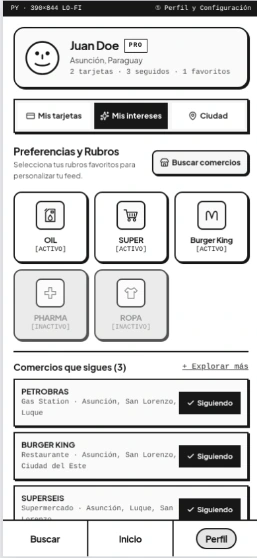 PY · 390×844 LO-FI
① Perfil y Configuración
Juan Doe PRO
Asunción, Paraguay
2 tarjetas · 3 seguidos · 1 favoritos
Mis tarjetas
Mis intereses
Ciudad
Preferencias y Rubros
Selecciona tus rubros favoritos para
personalizar tu feed.
Buscar comercios
OIL
[ACTIVO]
SUPER
[ACTIVO]
Burger King
[ACTIVO]
PHARMA
[INACTIVO]
ROPA
[INACTIVO]
Comercios que sigues (3)
+ Explorar más
PETROBRAS
Gas Station · Asunción, San Lorenzo,
Luque
✓ Siguiendo
BURGER KING
Restaurante · Asunción, San Lorenzo,
Ciudad del Este
✓ Siguiendo
SUPERSEIS
Supermercado · Asunción, Luque, San
Lorenzo
✓ Siguiendo
Buscar
Inicio
Perfil